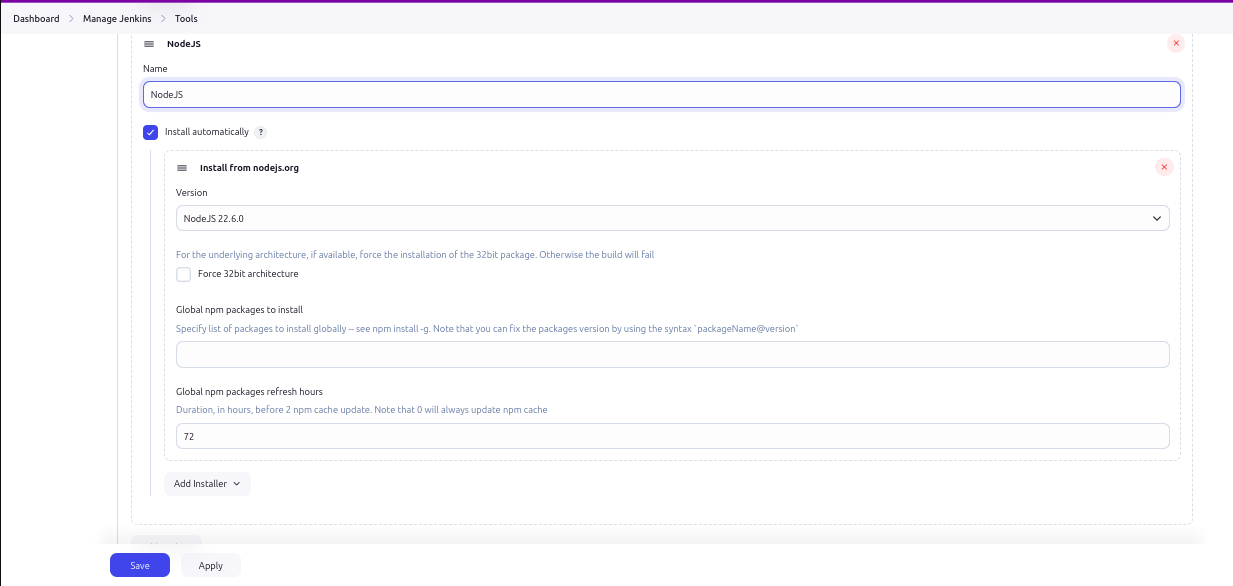 Dashboard > Manage Jenkins > Tools
NodeJS
Name
NodeJS
Install automatically ?
Install from nodejs.org
Version
NodeJS 22.6.0
For the underlying architecture, if available, force the installation of the 32bit package. Otherwise the build will fail
Force 32bit architecture
Global npm packages to install
Specify list of packages to install globally -- see npm install -g. Note that you can fix the packages version by using the syntax `packageName@version`
Global npm packages refresh hours
Duration, in hours, before 2 npm cache update. Note that 0 will always update npm cache
72
Add Installer
Save
Apply